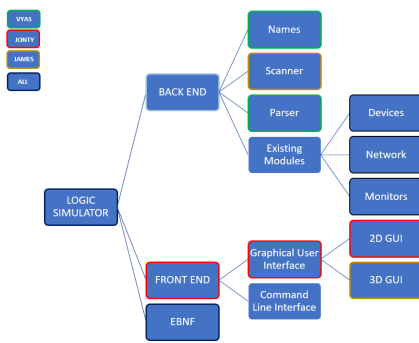 VYAS
JONTY
JAMES
ALL
Names
Scanner
BACK END
Parser
Existing
Modules
Devices
Network
Monitors
LOGIC
SIMULATOR
Graphical User
Interface
2D GUI
FRONT END
3D GUI
Command
Line Interface
EBNF